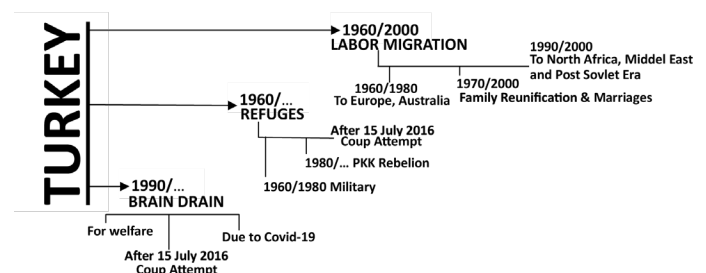 TURKEY
1960/2000
LABOR MIGRATION
1990/2000
To North Africa, Middel East
and Post Soviet Era
1960/1980
To Europe, Australia
1970/2000
Family Reunification & Marriages
1960/...
REFUGES
After 15 July 2016
Coup Attempt
1980/... PKK Rebelion
1960/1980 Military
1990/...
BRAIN DRAIN
For welfare
After 15 July 2016
Coup Attempt
Due to Covid-19